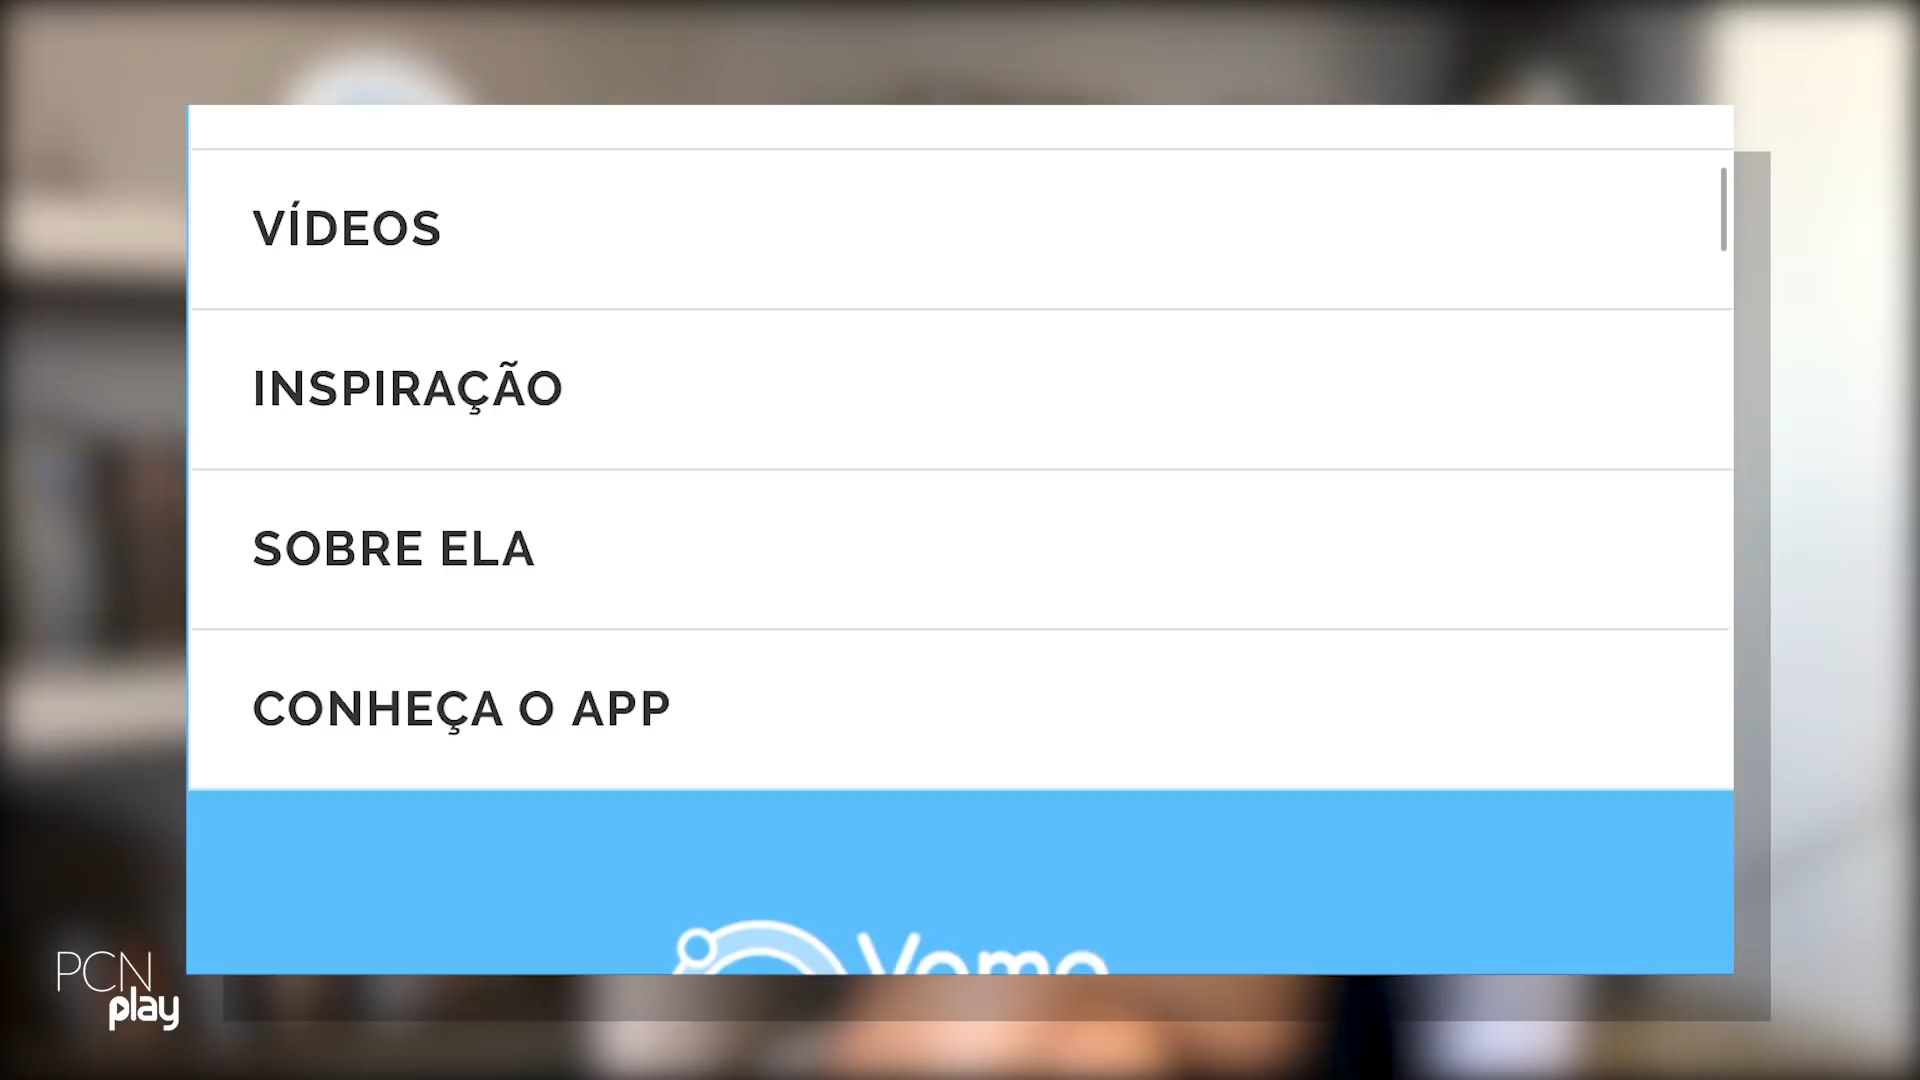 VÍDEOS
INSPIRAÇÃO
SOBRE ELA
CONHEÇA O APP
PCN
play